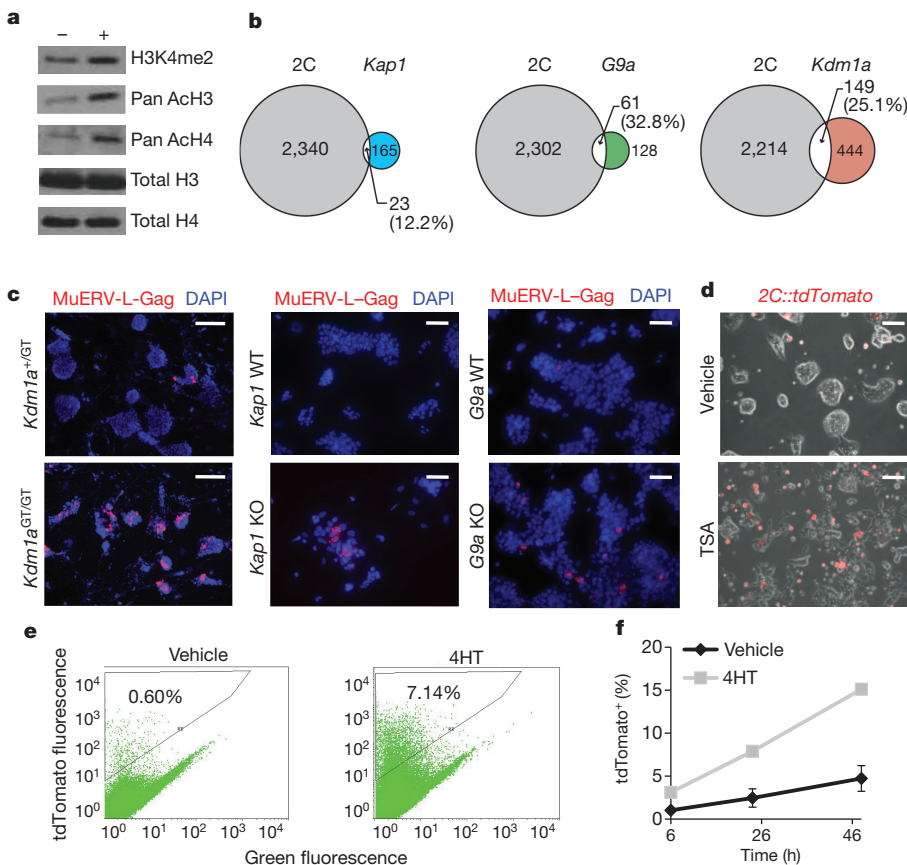 a
− +
H3K4me2
Pan AcH3
Pan AcH4
Total H3
Total H4
b
2C Kap1
2,340
165
23
(12.2%)
2C G9a
61
(32.8%)
2,302
128
2C Kdm1a
149
(25.1%)
2,214
444
c
MuERV-L-Gag DAPI
MuERV-L–Gag DAPI
MuERV-L–Gag DAPI
Kdm1a+/GT
Kdm1aGT/GT
Kap1 WT
Kap1 KO
G9a WT
G9a KO
d
2C::tdTomato
Vehicle
TSA
e
Vehicle
4HT
tdTomato fluorescence
10⁴
10³
10²
10¹
10⁰
0.60%
10⁰ 10¹ 10² 10³ 10⁴
10⁴
10³
10²
10¹
10⁰
7.14%
10⁰ 10¹ 10² 10³ 10⁴
Green fluorescence
f
Vehicle
4HT
tdTomato+ (%)
20
15
10
5
0
6 26 46
Time (h)